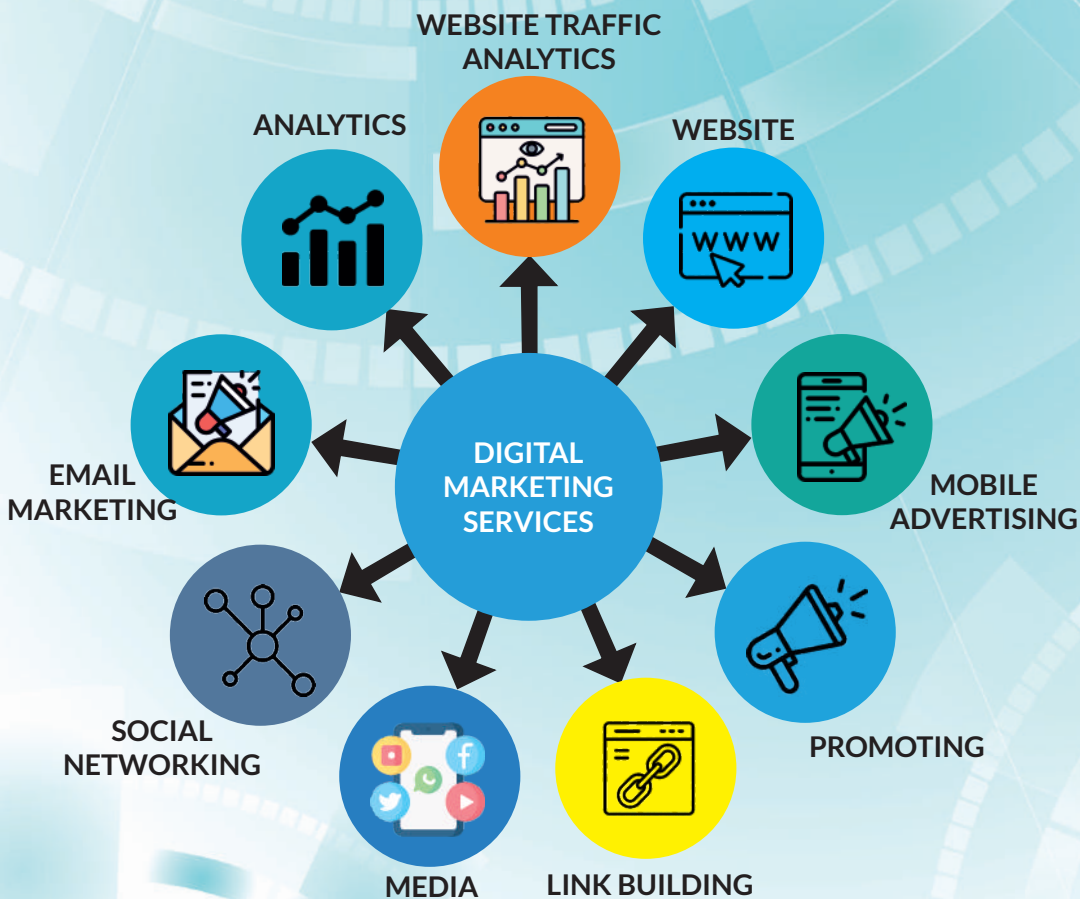 WEBSITE TRAFFIC
ANALYTICS
ANALYTICS
WEBSITE
WWW
DIGITAL
MARKETING
SERVICES
EMAIL
MARKETING
MOBILE
ADVERTISING
SOCIAL
NETWORKING
PROMOTING
MEDIA
LINK BUILDING